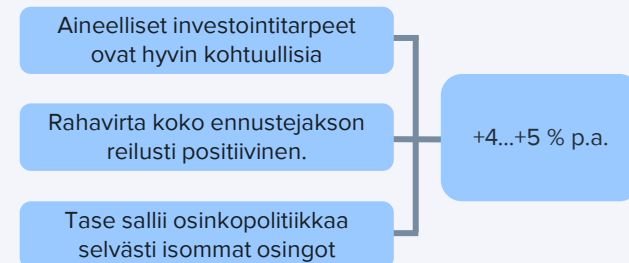 Aineelliset investointitarpeet
ovat hyvin kohtuullisia
Rahavirta koko ennustejakson
reilusti positiivinen.
+4...+5 % p.a.
Tase sallii osinkopolitiikkaa
selvästi isommat osingot